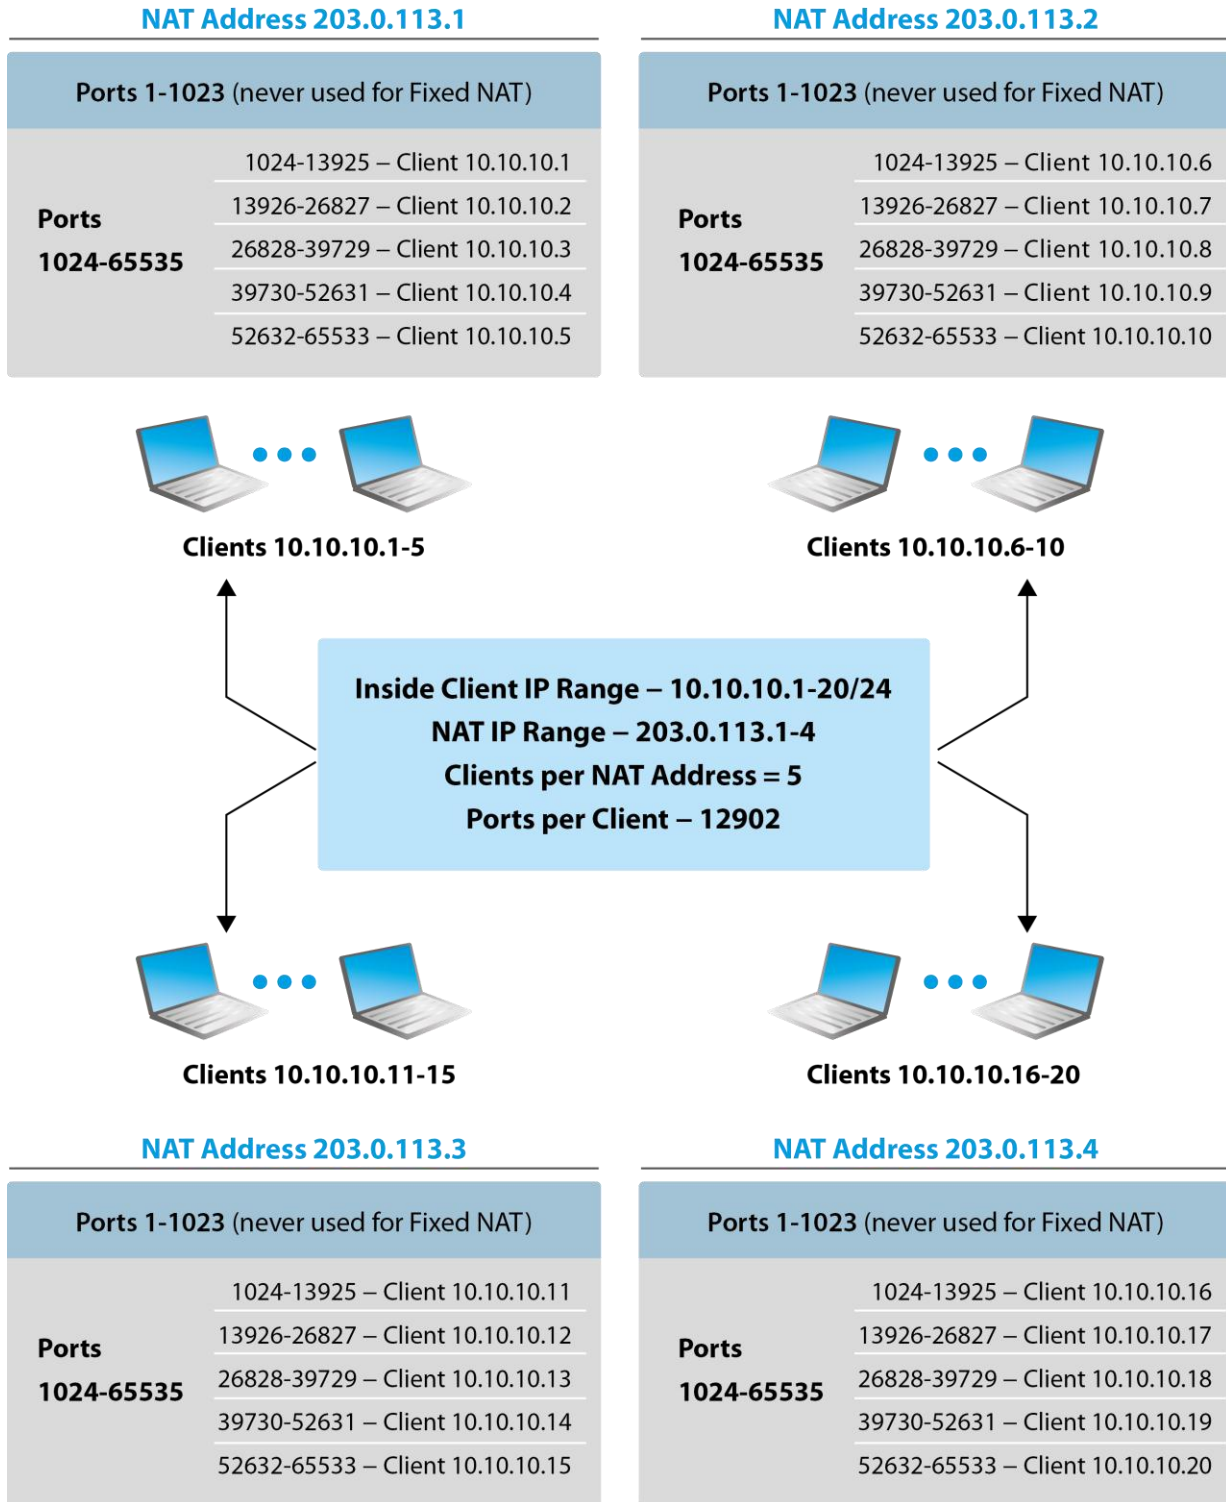 NAT Address 203.0.113.1
Ports 1-1023 (never used for Fixed NAT)
Ports
1024-65535
1024-13925 – Client 10.10.10.1
13926-26827 – Client 10.10.10.2
26828-39729 – Client 10.10.10.3
39730-52631 – Client 10.10.10.4
52632-65533 – Client 10.10.10.5
NAT Address 203.0.113.2
Ports 1-1023 (never used for Fixed NAT)
Ports
1024-65535
1024-13925 – Client 10.10.10.6
13926-26827 – Client 10.10.10.7
26828-39729 – Client 10.10.10.8
39730-52631 – Client 10.10.10.9
52632-65533 – Client 10.10.10.10
Clients 10.10.10.1-5
Clients 10.10.10.6-10
Inside Client IP Range – 10.10.10.1-20/24
NAT IP Range – 203.0.113.1-4
Clients per NAT Address = 5
Ports per Client – 12902
Clients 10.10.10.11-15
Clients 10.10.10.16-20
NAT Address 203.0.113.3
Ports 1-1023 (never used for Fixed NAT)
Ports
1024-65535
1024-13925 – Client 10.10.10.11
13926-26827 – Client 10.10.10.12
26828-39729 – Client 10.10.10.13
39730-52631 – Client 10.10.10.14
52632-65533 – Client 10.10.10.15
NAT Address 203.0.113.4
Ports 1-1023 (never used for Fixed NAT)
Ports
1024-65535
1024-13925 – Client 10.10.10.16
13926-26827 – Client 10.10.10.17
26828-39729 – Client 10.10.10.18
39730-52631 – Client 10.10.10.19
52632-65533 – Client 10.10.10.20